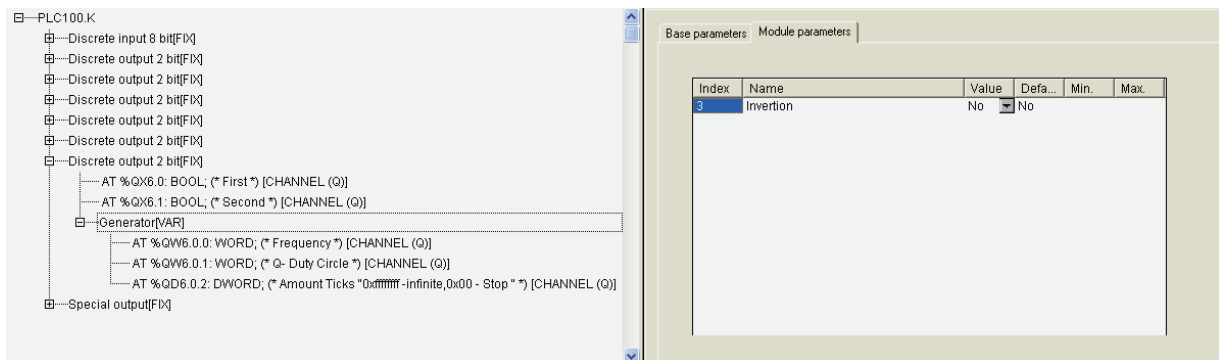 PLC100.K
Discrete input 8 bit[FIX]
Discrete output 2 bit[FIX]
Discrete output 2 bit[FIX]
Discrete output 2 bit[FIX]
Discrete output 2 bit[FIX]
Discrete output 2 bit[FIX]
Discrete output 2 bit[FIX]
AT %QX6.0: BOOL; (* First *) [CHANNEL (Q)]
AT %QX6.1: BOOL; (* Second *) [CHANNEL (Q)]
Generator[VAR]
AT %QW6.0.0: WORD; (* Frequency *) [CHANNEL (Q)]
AT %QW6.0.1: WORD; (* Q- Duty Circle *) [CHANNEL (Q)]
AT %QD6.0.2: DWORD; (* Amount Ticks "0xffffffff -infinite,0x00 - Stop " *) [CHANNEL (Q)]
Special output[FIX]
Base parameters Module parameters
Index Name Value Defa... Min. Max.
3 Invertion No No